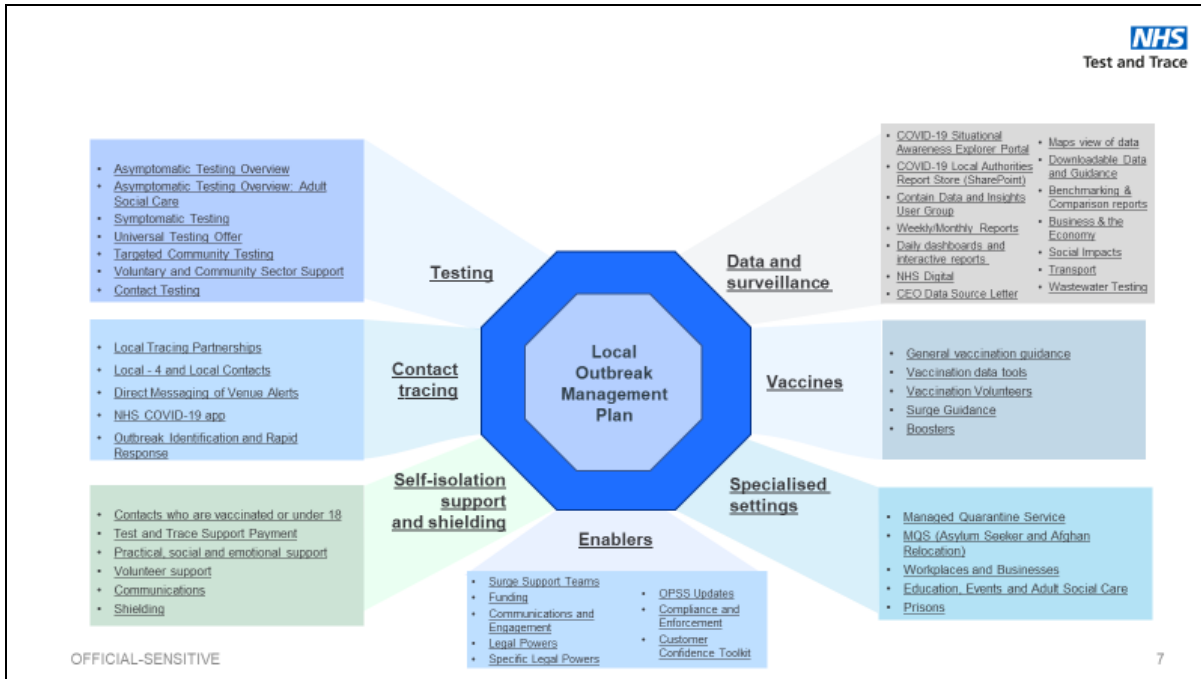 NHS
Test and Trace
• Asymptomatic Testing Overview
• Asymptomatic Testing Overview: Adult
Social Care
• Symptomatic Testing
• Universal Testing Offer
• Targeted Community Testing
• Voluntary and Community Sector Support
• Contact Testing
Testing
• Local Tracing Partnerships
• Local - 4 and Local Contacts
• Direct Messaging of Venue Alerts
• NHS COVID-19 app
• Outbreak Identification and Rapid
Response
Contact
tracing
• Contacts who are vaccinated or under 18
• Test and Trace Support Payment
• Practical, social and emotional support
• Volunteer support
• Communications
• Shielding
Self-isolation
support
and shielding
Local
Outbreak
Management
Plan
Data and
surveillance
• COVID-19 Situational
Awareness Explorer Portal
• COVID-19 Local Authorities
Report Store (SharePoint)
• Contain Data and Insights
User Group
• Weekly/Monthly Reports
• Daily dashboards and
interactive reports
• NHS Digital
• CEO Data Source Letter
• Maps view of data
• Downloadable Data
and Guidance
• Benchmarking &
Comparison reports
• Business & the
Economy
• Social Impacts
• Transport
• Wastewater Testing
Vaccines
• General vaccination guidance
• Vaccination data tools
• Vaccination Volunteers
• Surge Guidance
• Boosters
Specialised
settings
• Managed Quarantine Service
• MQS (Asylum Seeker and Afghan
Relocation)
• Workplaces and Businesses
• Education, Events and Adult Social Care
• Prisons
Enablers
• Surge Support Teams
• Funding
• Communications and
Engagement
• Legal Powers
• Specific Legal Powers
• OPSS Updates
• Compliance and
Enforcement
• Customer
Confidence Toolkit
OFFICIAL-SENSITIVE
7